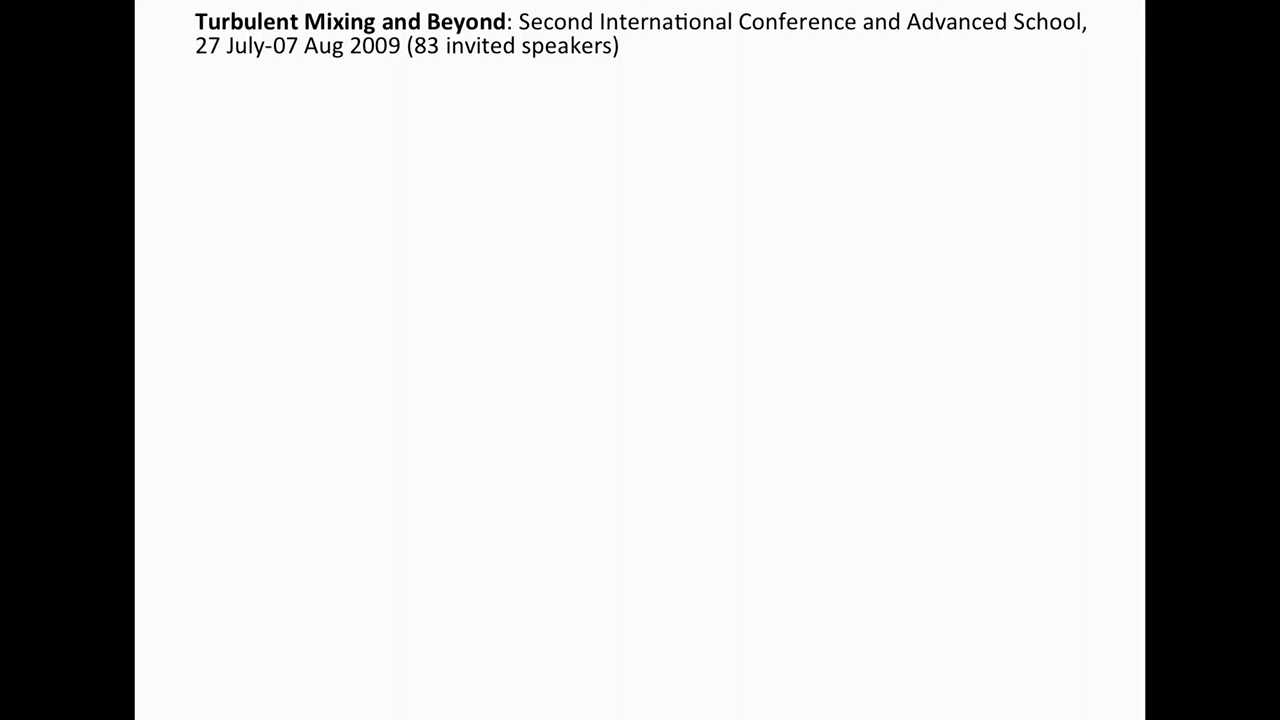 Turbulent Mixing and Beyond: Second International Conference and Advanced School,
27 July-07 Aug 2009 (83 invited speakers)